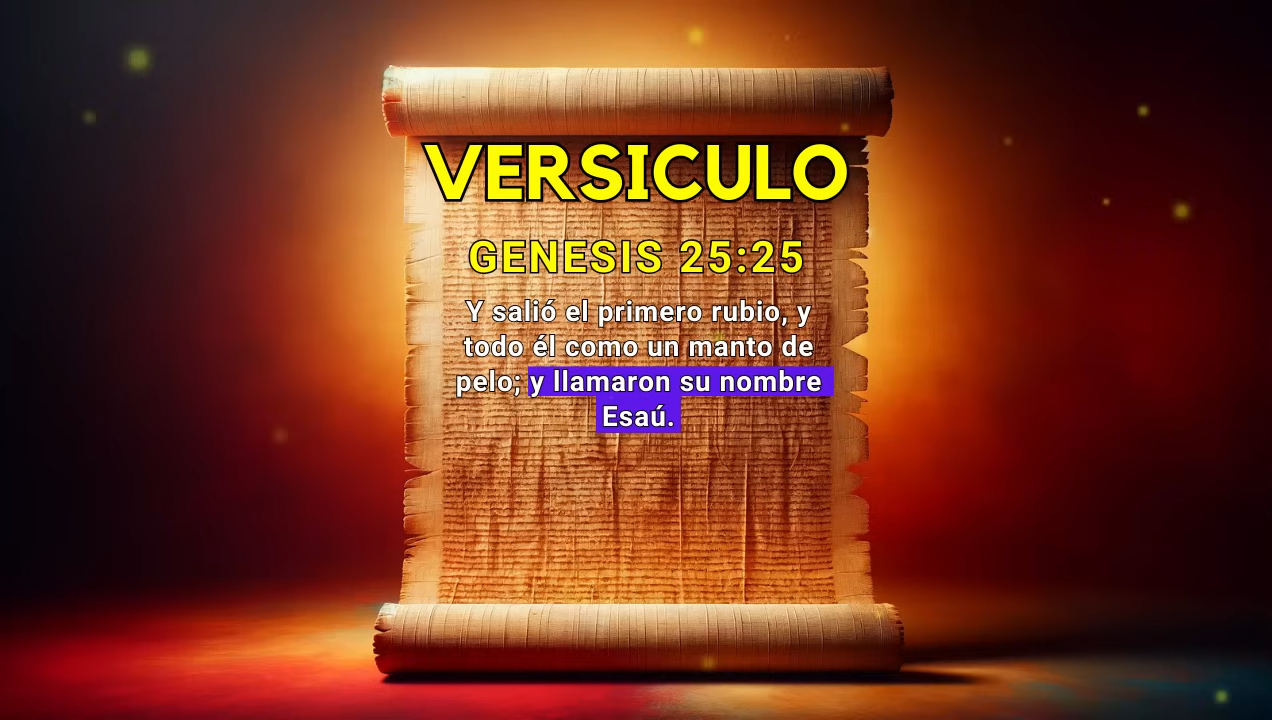 VERSICULO
GENESIS 25:25
Y salió el primero rubio, y
todo él como un manto de
pelo; y llamaron su nombre
Esaú.